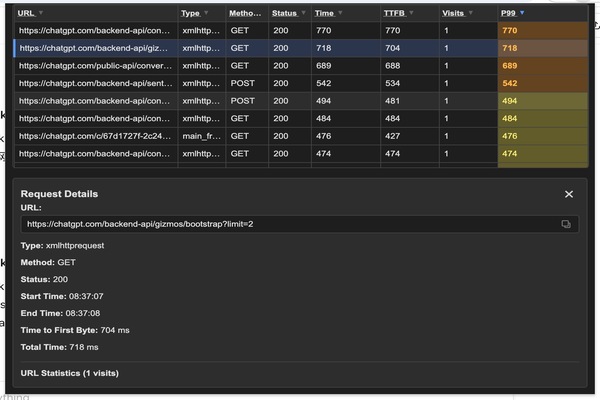 URL Type Metho... Status Time TTFB Visits P99
https://chatgpt.com/backend-api/con... xmlhttp... GET 200 770 770 1 770
https://chatgpt.com/backend-api/giz... xmlhttp... GET 200 718 704 1 718
https://chatgpt.com/public-api/conver... xmlhttp... GET 200 689 688 1 689
https://chatgpt.com/backend-api/sent... xmlhttp... POST 200 542 534 1 542
https://chatgpt.com/backend-api/con... xmlhttp... POST 200 494 481 1 494
https://chatgpt.com/backend-api/con... xmlhttp... GET 200 484 484 1 484
https://chatgpt.com/c/67d1727f-2c24... main_fr... GET 200 476 427 1 476
https://chatgpt.com/backend-api/con... xmlhttp... GET 200 474 474 1 474
Request Details
URL:
https://chatgpt.com/backend-api/gizmos/bootstrap?limit=2
Type: xmlhttprequest
Method: GET
Status: 200
Start Time: 08:37:07
End Time: 08:37:08
Time to First Byte: 704 ms
Total Time: 718 ms
URL Statistics (1 visits)